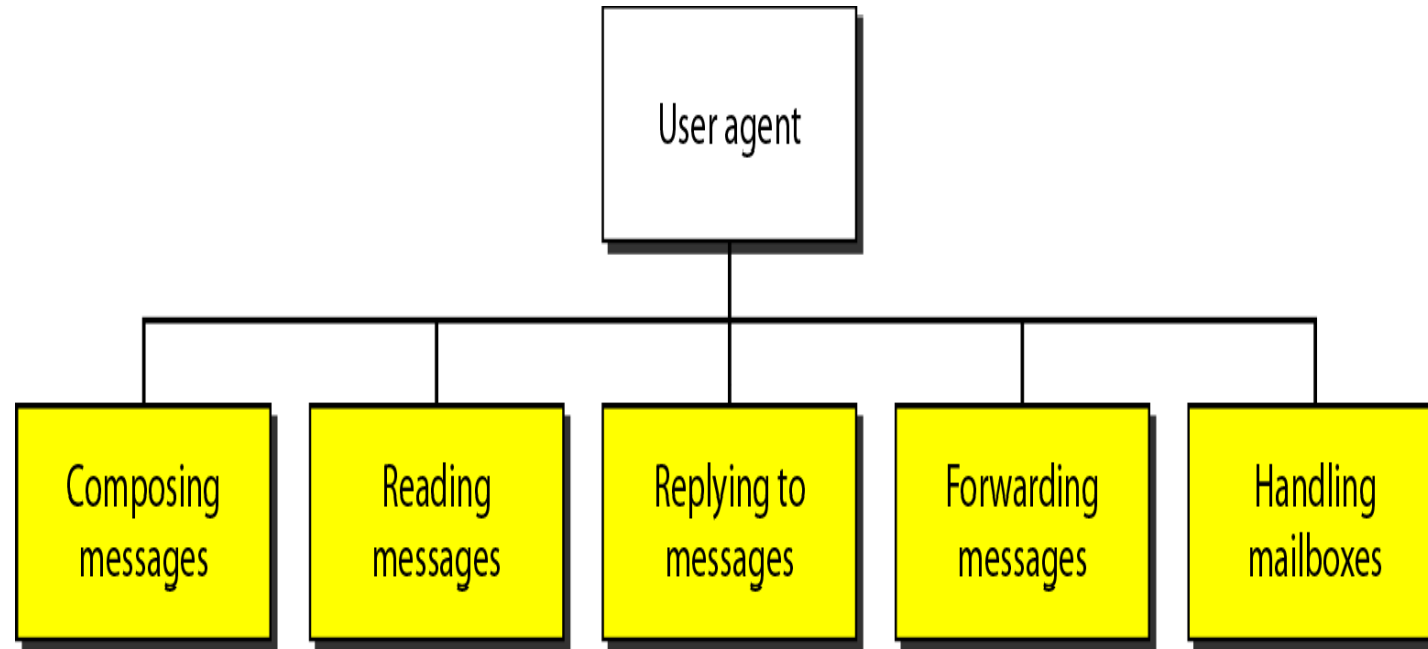 User agent
Composing
messages
Reading
messages
Replying to
messages
Forwarding
messages
Handling
mailboxes